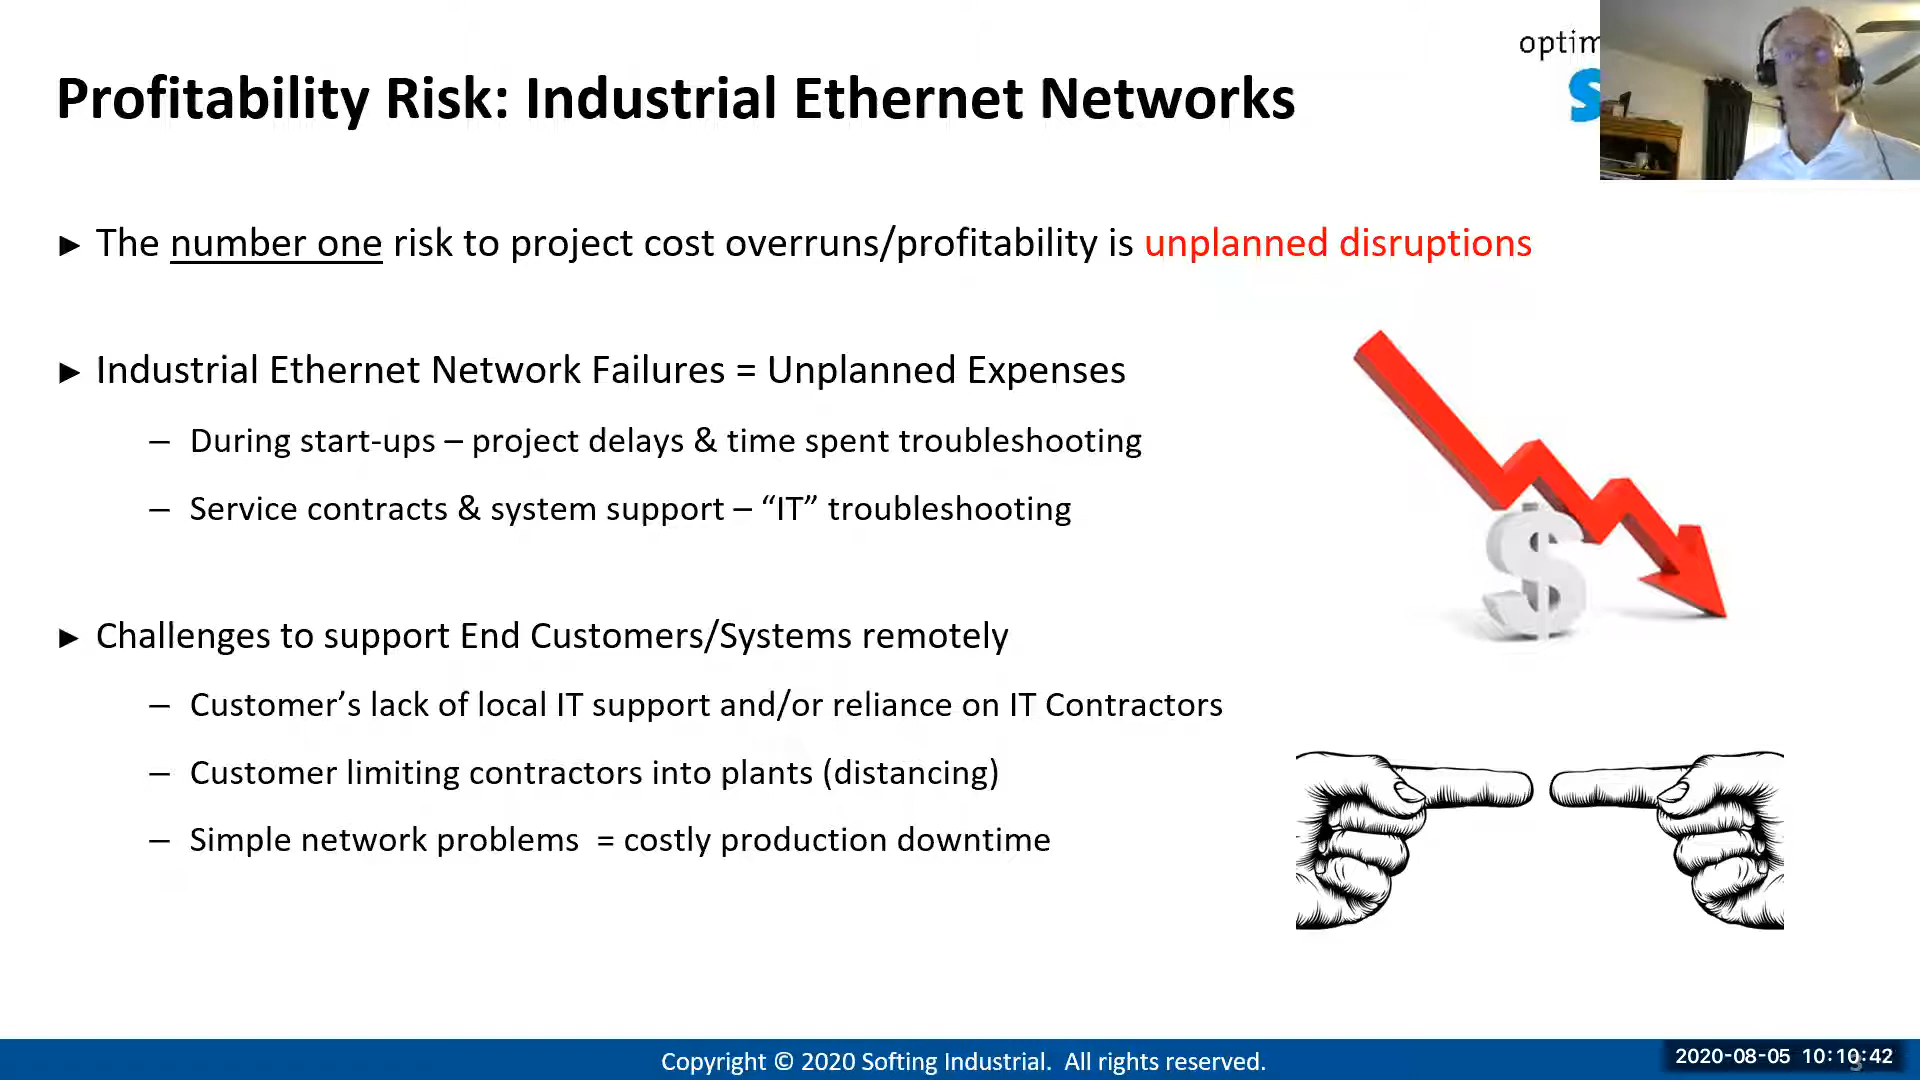 optim
Profitability Risk: Industrial Ethernet Networks
S
► The number one risk to project cost overruns/profitability is unplanned disruptions
► Industrial Ethernet Network Failures = Unplanned Expenses
– During start-ups – project delays & time spent troubleshooting
– Service contracts & system support – “IT” troubleshooting
$
► Challenges to support End Customers/Systems remotely
– Customer’s lack of local IT support and/or reliance on IT Contractors
– Customer limiting contractors into plants (distancing)
– Simple network problems = costly production downtime
Copyright © 2020 Softing Industrial. All rights reserved.
2020-08-05 10:10:42
3